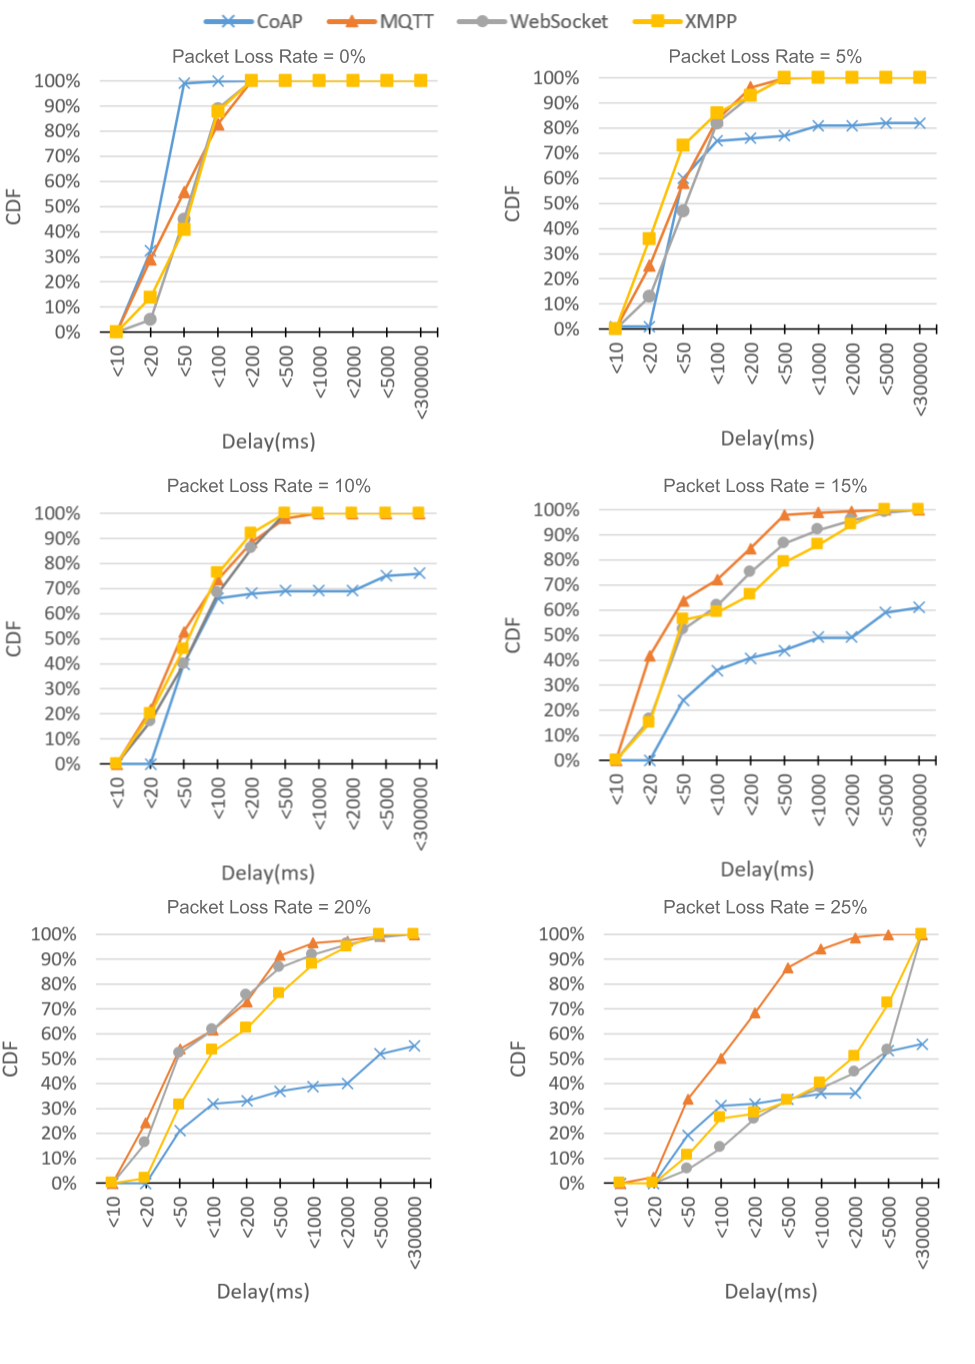 CoAP MQTT WebSocket XMPP
Packet Loss Rate = 0%
100%
90%
80%
70%
60%
50%
40%
30%
20%
10%
0%
CDF
<10 <20 <50 <100 <200 <500 <1000 <2000 <5000 <300000
Delay(ms)
Packet Loss Rate = 5%
100%
90%
80%
70%
60%
50%
40%
30%
20%
10%
0%
CDF
<10 <20 <50 <100 <200 <500 <1000 <2000 <5000 <300000
Delay(ms)
Packet Loss Rate = 10%
100%
90%
80%
70%
60%
50%
40%
30%
20%
10%
0%
CDF
<10 <20 <50 <100 <200 <500 <1000 <2000 <5000 <300000
Delay(ms)
Packet Loss Rate = 15%
100%
90%
80%
70%
60%
50%
40%
30%
20%
10%
0%
CDF
<10 <20 <50 <100 <200 <500 <1000 <2000 <5000 <300000
Delay(ms)
Packet Loss Rate = 20%
100%
90%
80%
70%
60%
50%
40%
30%
20%
10%
0%
CDF
<10 <20 <50 <100 <200 <500 <1000 <2000 <5000 <300000
Delay(ms)
Packet Loss Rate = 25%
100%
90%
80%
70%
60%
50%
40%
30%
20%
10%
0%
CDF
<10 <20 <50 <100 <200 <500 <1000 <2000 <5000 <300000
Delay(ms)